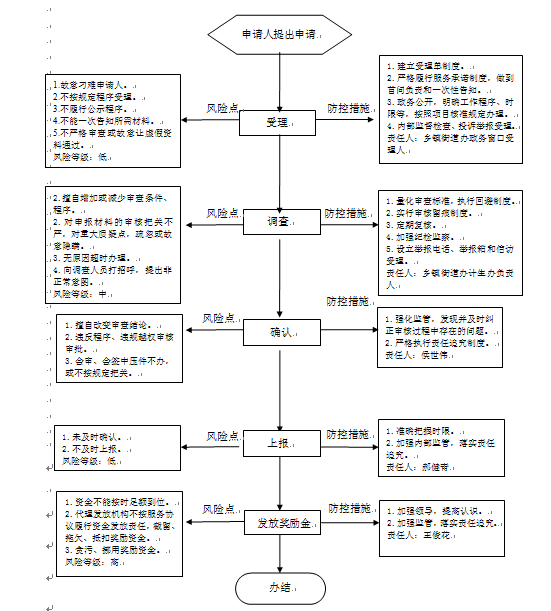 申请人提出申请
1.故意刁难申请人。
2.不按规定程序受理。
3.不履行公示程序。
4.不能一次告知所需材料。
5.不严格审查或故意让虚假资
料通过。
风险等级:低
风险点
受理
防控措施
1. 建立受理单制度。
2. 严格履行服务承诺制度,做到
首问负责和一次性告知。
3. 政务公开,明确工作程序、时
限等,按照项目核准规定办理。
4. 内部监督检查、投诉举报受理。
责任人:乡镇街道办政务窗口受
理人。
2. 擅自增加或减少审查条件、
程序。
2. 对申报材料的审核把关不
严,对重大质疑点,疏忽或故
意隐瞒。
3. 无原因超时办理。
4. 向调查人员打招呼,提出非
正常意图。
风险等级:中
风险点
调查
防控措施
1. 量化审查标准,执行回避制度。
2. 实行审核留痕制度。
3. 定期复核。
4. 加强纪检监察。
5. 设立举报电话、举报箱和信访
受理。
责任人:乡镇街道办计生办负责
人。
1. 擅自改变审查结论。
2. 违反程序、违规越权审核
审批。
3. 会审、会签中压件不办,
或不按规定把关。
风险点
确认
防控措施
1. 强化监管,发现并及时纠
正审核过程中存在的问题。
2. 严格执行责任追究制度。
责任人:侯世伟
1. 未及时确认。
2. 不及时上报。
风险等级:低
风险点
上报
防控措施
1. 准确把握时限。
2. 加强内部监管,落实责任
追究。
责任人:郝健奇
1. 资金不能按时足额到位。
2. 代理发放机构不按服务协
议履行资金发放责任,截留、
拖欠、抵扣奖励资金。
3. 贪污、挪用奖励资金。
风险等级:高
风险点
发放奖励金
防控措施
1. 加强领导,提高认识。
2. 加强监管,落实责任追究。
责任人:王俊花
办结